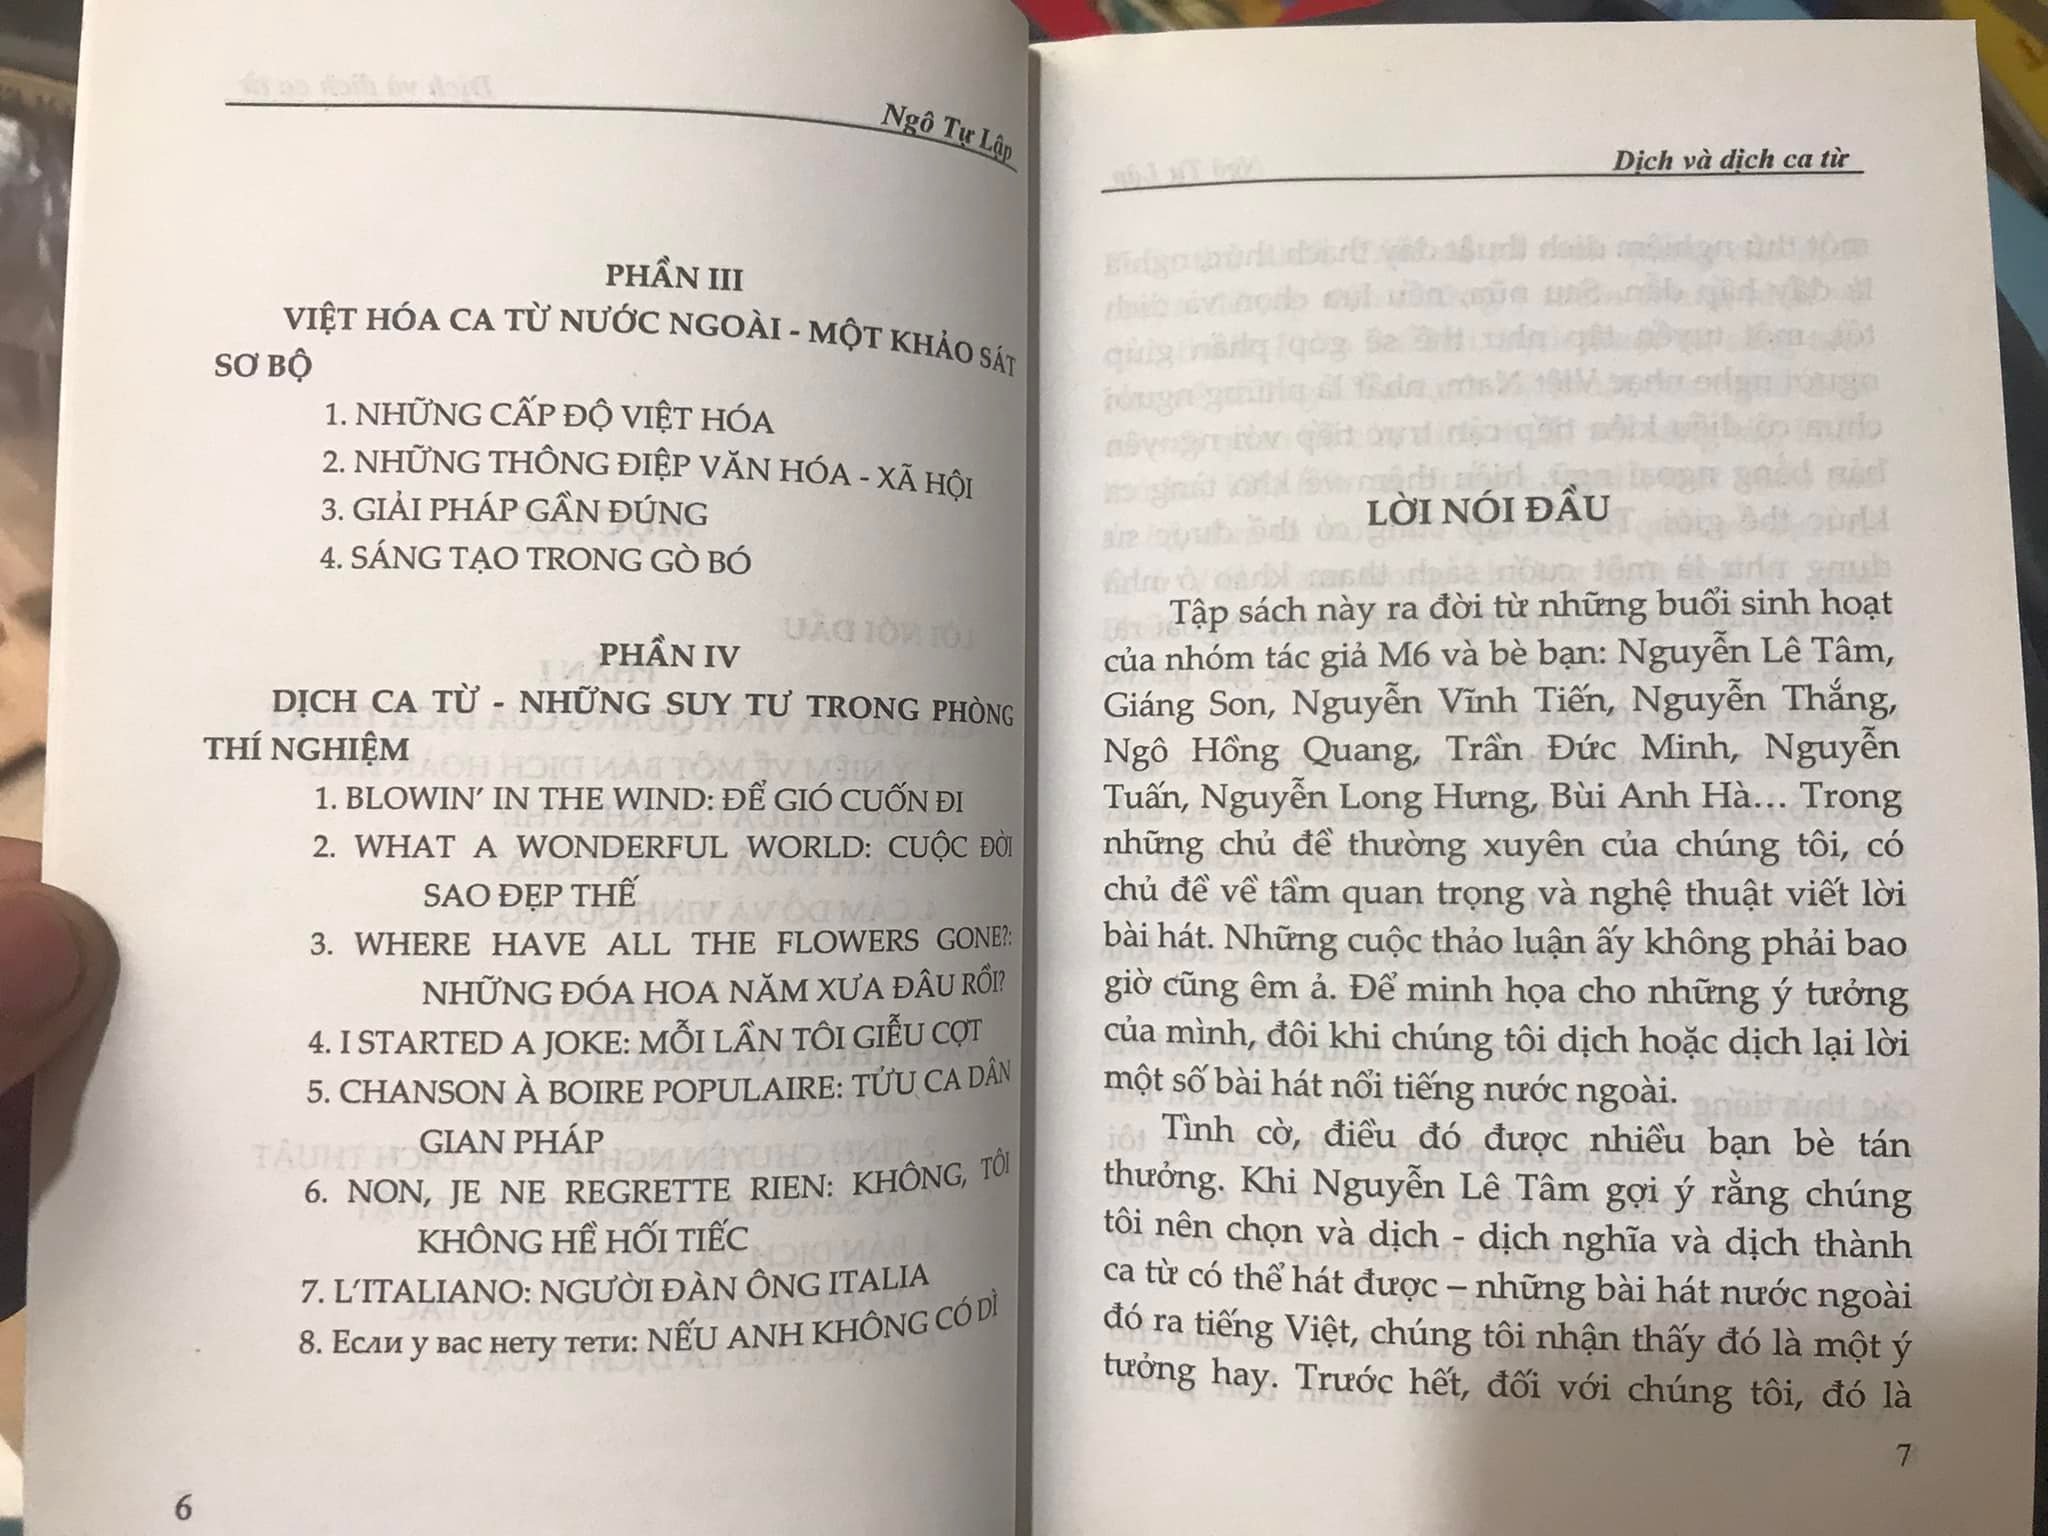 Ngô Tự Lập
PHẦN III
VIỆT HÓA CA TỪ NƯỚC NGOÀI - MỘT KHẢO SÁT
SƠ BỘ
1. NHỮNG CẤP ĐỘ VIỆT HÓA
2. NHỮNG THÔNG ĐIỆP VĂN HÓA - XÃ HỘI
3. GIẢI PHÁP GẦN ĐÚNG
4. SÁNG TẠO TRONG GÒ BÓ
PHẦN IV
DỊCH CA TỪ - NHỮNG SUY TƯ TRONG PHÒNG
THÍ NGHIỆM
1. BLOWIN’ IN THE WIND: ĐỂ GIÓ CUỐN ĐI
2. WHAT A WONDERFUL WORLD: CUỘC ĐỜI
SAO ĐẸP THẾ
3. WHERE HAVE ALL THE FLOWERS GONE?:
NHỮNG ĐÓA HOA NĂM XƯA ĐÂU RỒI?
4. I STARTED A JOKE: MỖI LẦN TÔI GIỄU CỢT
5. CHANSON À BOIRE POPULAIRE: TỬU CA DÂN
GIAN PHÁP
6. NON, JE NE REGRETTE RIEN: KHÔNG, TÔI
KHÔNG HỀ HỐI TIẾC
7. L’ITALIANO: NGƯỜI ĐÀN ÔNG ITALIA
8. Если у вас нету тети: NẾU ANH KHÔNG CÓ DÌ
6
Dịch và dịch ca từ
LỜI NÓI ĐẦU
Tập sách này ra đời từ những buổi sinh hoạt
của nhóm tác giả M6 và bè bạn: Nguyễn Lê Tâm,
Giáng Son, Nguyễn Vĩnh Tiến, Nguyễn Thắng,
Ngô Hồng Quang, Trần Đức Minh, Nguyễn
Tuấn, Nguyễn Long Hưng, Bùi Anh Hà… Trong
những chủ đề thường xuyên của chúng tôi, có
chủ đề về tầm quan trọng và nghệ thuật viết lời
bài hát. Những cuộc thảo luận ấy không phải bao
giờ cũng êm ả. Để minh họa cho những ý tưởng
của mình, đôi khi chúng tôi dịch hoặc dịch lại lời
một số bài hát nổi tiếng nước ngoài.
Tình cờ, điều đó được nhiều bạn bè tán
thưởng. Khi Nguyễn Lê Tâm gợi ý rằng chúng
tôi nên chọn và dịch - dịch nghĩa và dịch thành
ca từ có thể hát được – những bài hát nước ngoài
đó ra tiếng Việt, chúng tôi nhận thấy đó là một ý
tưởng hay. Trước hết, đối với chúng tôi, đó là
7